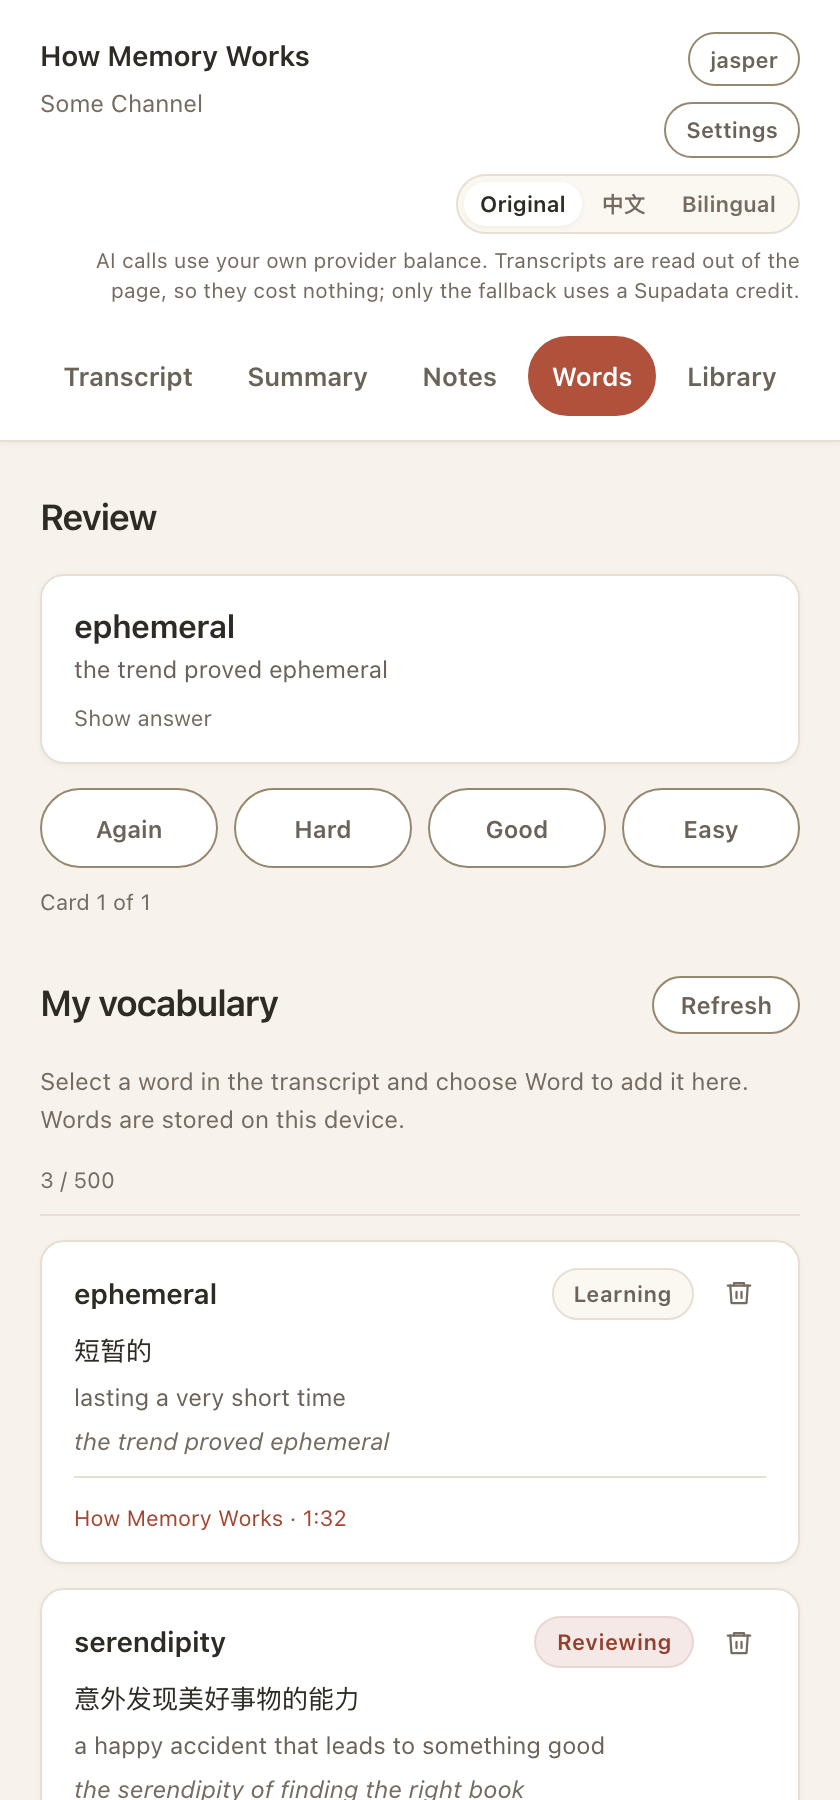 How Memory Works
Some Channel
jasper
Settings
Original 中文 Bilingual
AI calls use your own provider balance. Transcripts are read out of the
page, so they cost nothing; only the fallback uses a Supadata credit.
Transcript Summary Notes Words Library
Review
ephemeral
the trend proved ephemeral
Show answer
Again Hard Good Easy
Card 1 of 1
My vocabulary
Refresh
Select a word in the transcript and choose Word to add it here.
Words are stored on this device.
3 / 500
ephemeral
Learning
短暂的
lasting a very short time
the trend proved ephemeral
How Memory Works · 1:32
serendipity
Reviewing
意外发现美好事物的能力
a happy accident that leads to something good
the serendipity of finding the right book